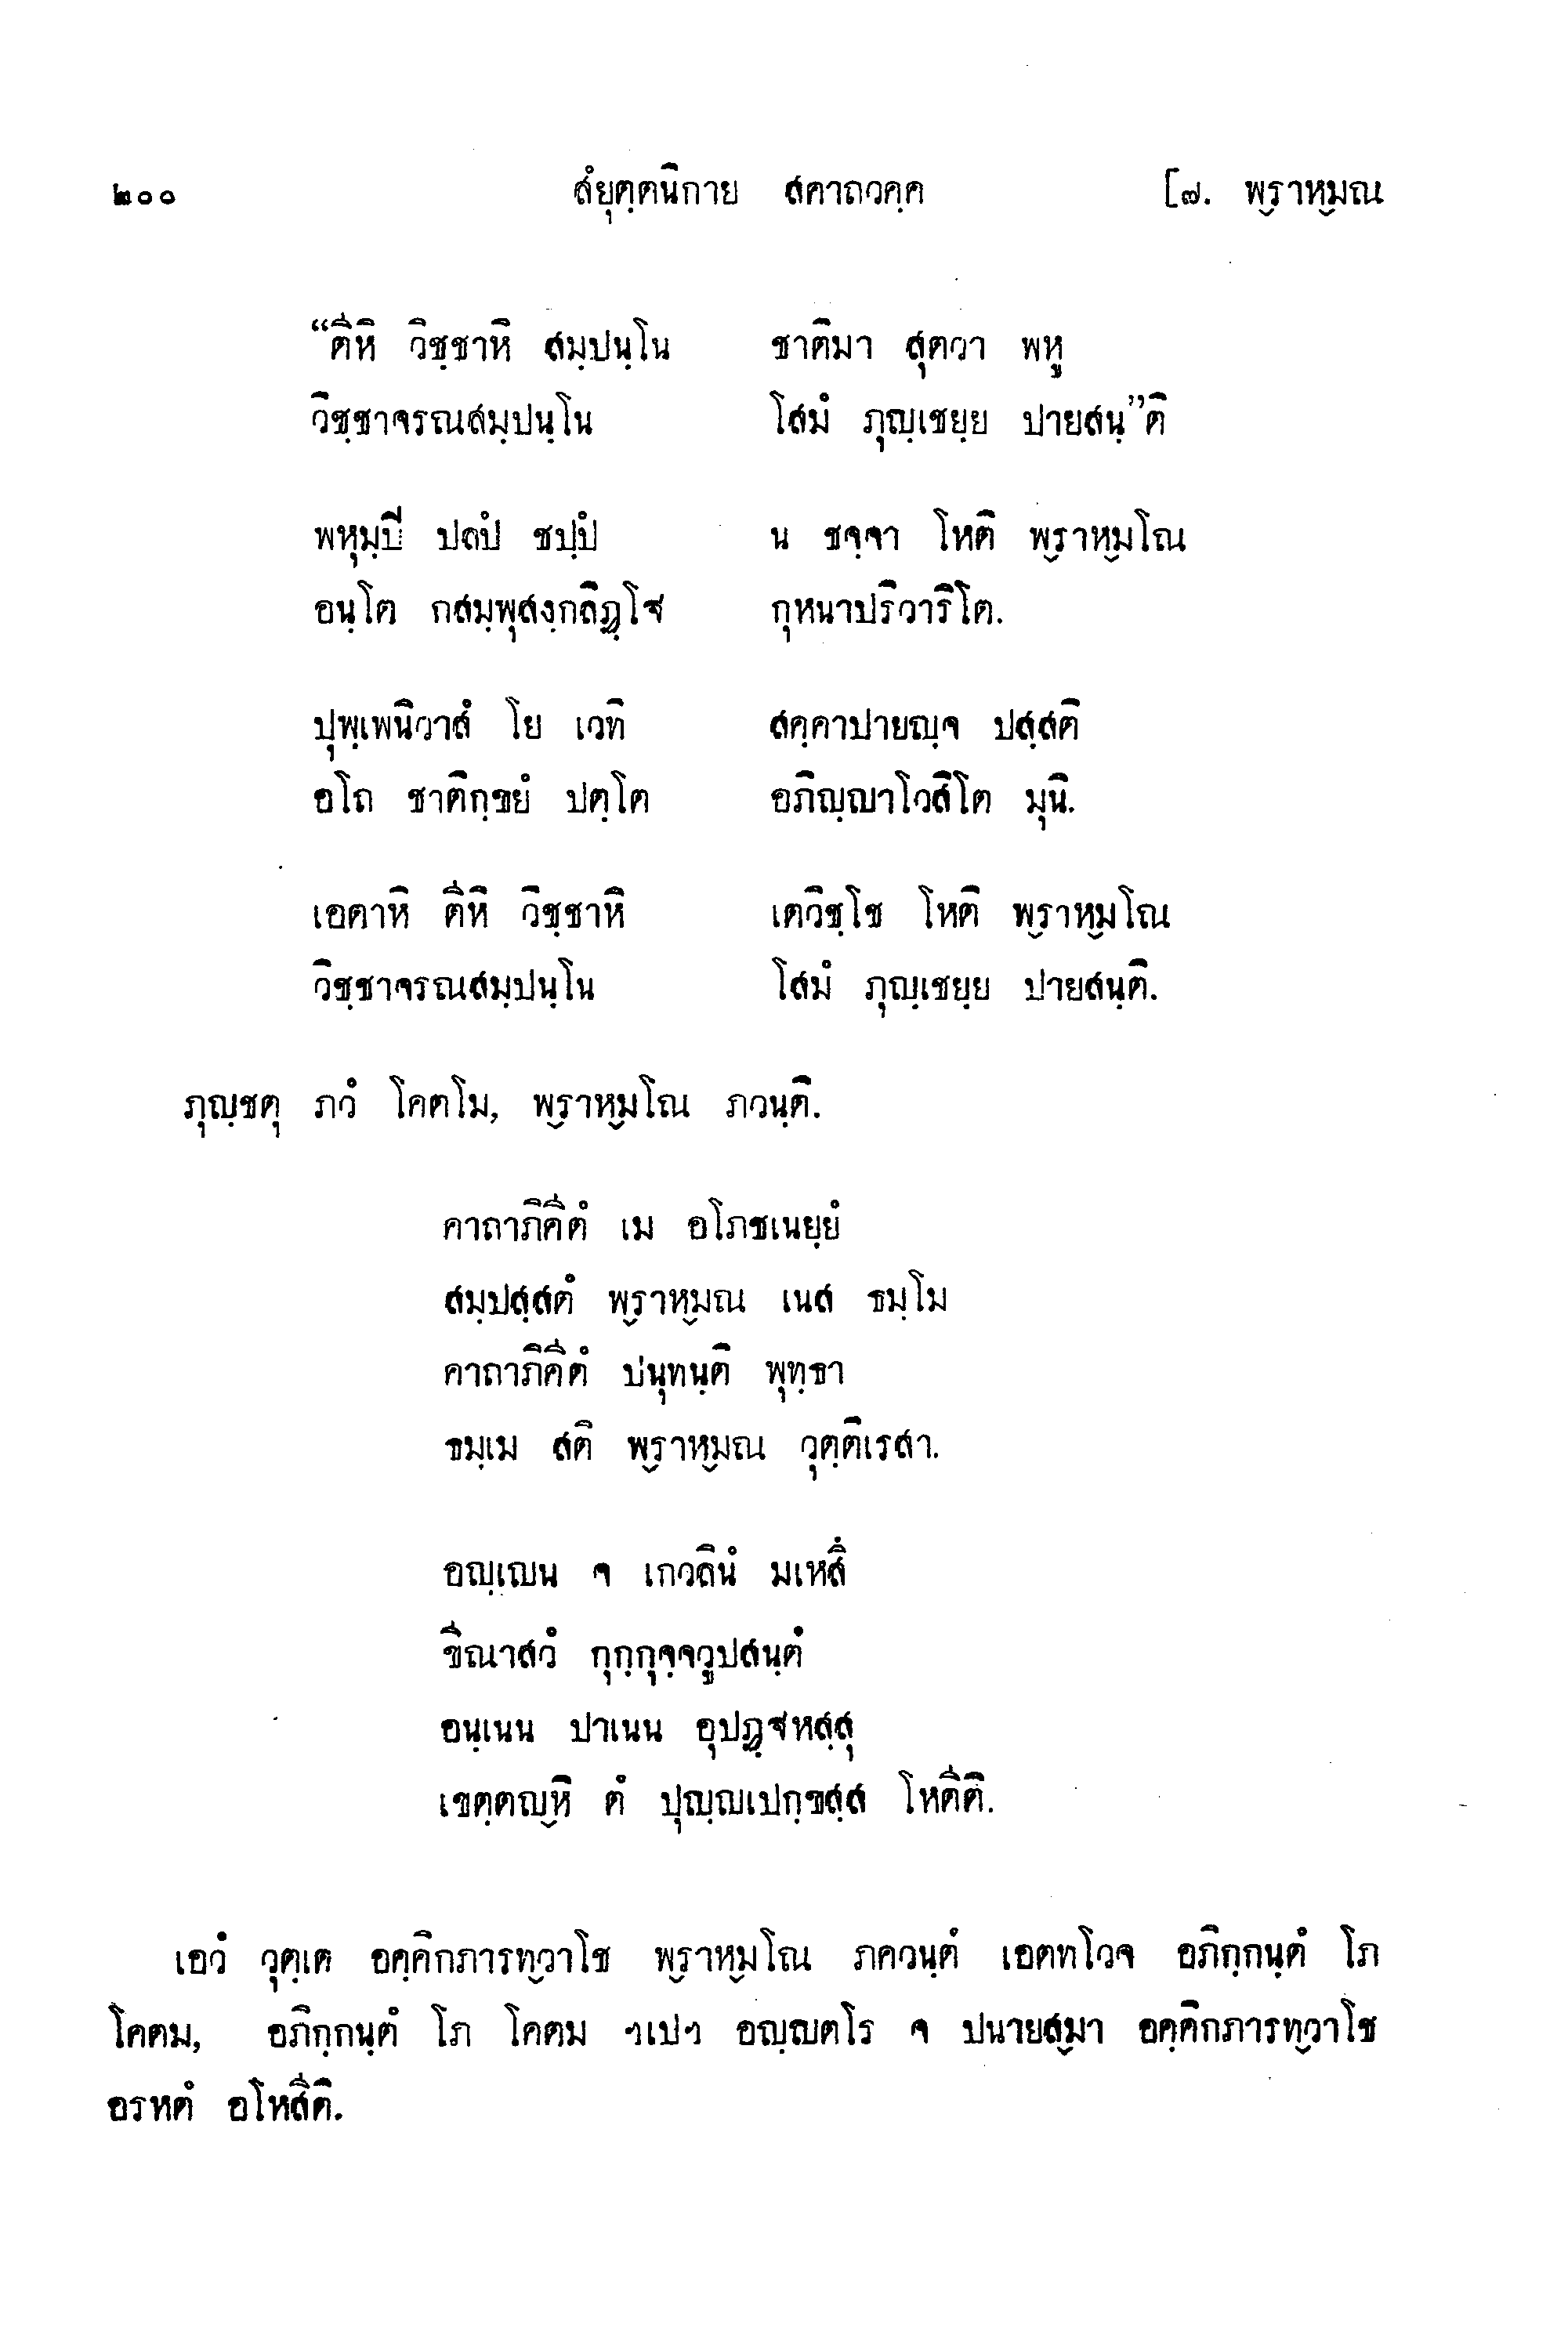 ๒๐๐ สํยุตฺตนิกาย สคาถวคฺค [๗. พฺราหฺมณ
“ตีหิ วิชฺชาหิ สมฺปนฺโน ชาติมา สุตวา พหู
วิชฺชาจรณสมฺปนฺโน โสมํ ภุญฺเชยฺย ปายสนฺ”ติ
พหุมฺปิ ปลปํ ชปฺปํ น ชจฺจา โหติ พฺราหฺมโณ
อนฺโต กสมฺพุสงฺกลิฏฺโฐ กุหนาปริวาริโต.
ปุพฺเพนิวาสํ โย เวทิ สคฺคาปายญฺจ ปสฺสติ
อโถ ชาติกฺขยํ ปตฺโต อภิญฺญาโวสิโต มุนิ.
เอตาหิ ตีหิ วิชฺชาหิ เตวิชฺโช โหติ พฺราหฺมโณ
วิชฺชาจรณสมฺปนฺโน โสมํ ภุญฺเชยฺย ปายสนฺติ.
ภุญฺชตุ ภวํ โคตโม, พฺราหฺมโณ ภวนฺติ.
คาถาภิคีตํ เม อโภชเนยฺยํ
สมฺปสฺสตํ พฺราหฺมณ เนส ธมฺโม
คาถาภิคีตํ ปนุทนฺติ พุทฺธา
ธมฺเม สติ พฺราหฺมณ วุตฺติเรสา.
อญฺเญน จ เกวลินํ มเหสึ
ขีณาสวํ กุกฺกุจฺจวูปสนฺตํ
อนฺเนน ปาเนน อุปฏฺฐหสฺสุ
เขตฺตญฺหิ ตํ ปุญฺญเปกฺขสฺส โหตีติ.
เอวํ วุตฺเต อคฺคิกภารทฺวาโช พฺราหฺมโณ ภควนฺตํ เอตทโวจ อภิกฺกนฺตํ โภ
โคตม, อภิกฺกนฺตํ โภ โคตม ฯเปฯ อญฺญตโร จ ปนายสฺมา อคฺคิกภารทฺวาโช
อรหตํ อโหสีติ.